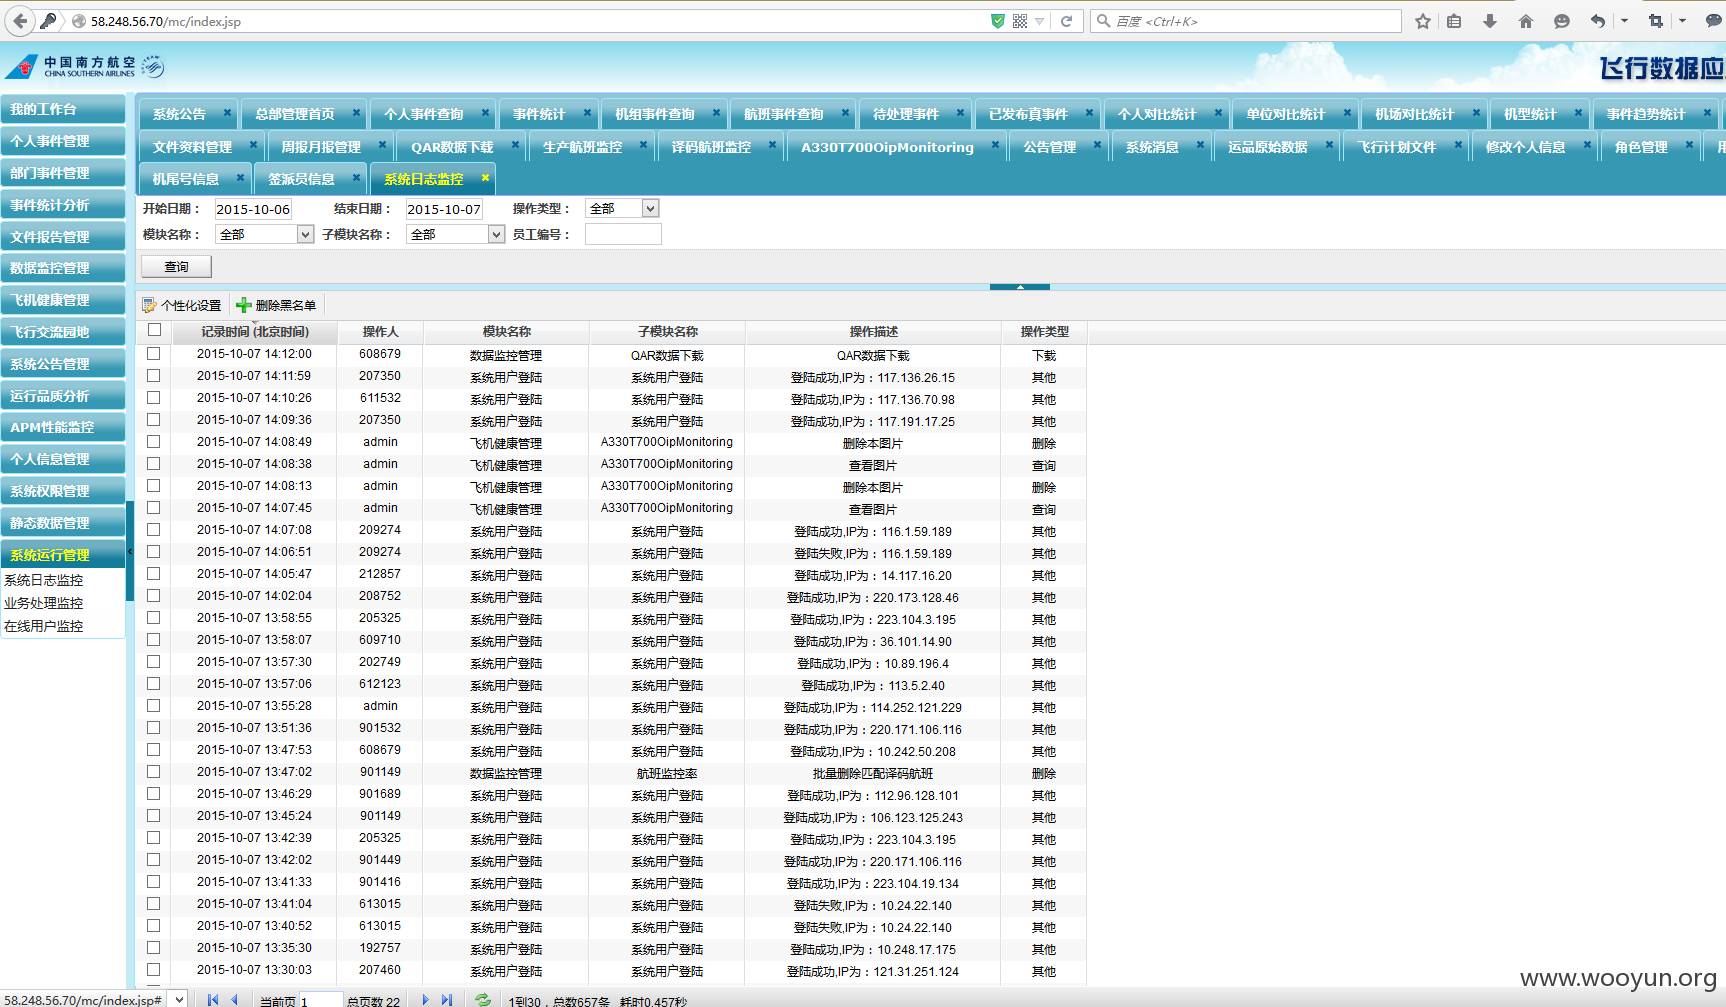 58.248.56.70/mc/index.jsp
百度 <Ctrl+K>
中国南方航空
CHINA SOUTHERN AIRLINES
飞行数据应
我的工作台
个人事件管理
部门事件管理
事件统计分析
文件报告管理
数据监控管理
飞机健康管理
飞行交流园地
系统公告管理
运行品质分析
APM性能监控
个人信息管理
系统权限管理
静态数据管理
系统运行管理
系统日志监控
业务处理监控
在线用户监控
系统公告 总部管理首页 个人事件查询 事件统计 机组事件查询 航班事件查询 待处理事件 已发布真事件 个人对比统计 单位对比统计 机场对比统计 机型统计 事件趋势统计
文件资料管理 周报月报管理 QAR数据下载 生产航班监控 译码航班监控 A330T700OipMonitoring 公告管理 系统消息 运品原始数据 飞行计划文件 修改个人信息 角色管理 用
机尾号信息 签派员信息 系统日志监控
开始日期： 2015-10-06 结束日期： 2015-10-07 操作类型： 全部
模块名称： 全部 子模块名称： 全部 员工编号：
查询
个性化设置 删除黑名单
记录时间 (北京时间) 操作人 模块名称 子模块名称 操作描述 操作类型
2015-10-07 14:12:00 608679 数据监控管理 QAR数据下载 QAR数据下载 下载
2015-10-07 14:11:59 207350 系统用户登陆 系统用户登陆 登陆成功,IP为：117.136.26.15 其他
2015-10-07 14:10:26 611532 系统用户登陆 系统用户登陆 登陆成功,IP为：117.136.70.98 其他
2015-10-07 14:09:36 207350 系统用户登陆 系统用户登陆 登陆成功,IP为：117.191.17.25 其他
2015-10-07 14:08:49 admin 飞机健康管理 A330T700OipMonitoring 删除本图片 删除
2015-10-07 14:08:38 admin 飞机健康管理 A330T700OipMonitoring 查看图片 查询
2015-10-07 14:08:13 admin 飞机健康管理 A330T700OipMonitoring 删除本图片 删除
2015-10-07 14:07:45 admin 飞机健康管理 A330T700OipMonitoring 查看图片 查询
2015-10-07 14:07:08 209274 系统用户登陆 系统用户登陆 登陆成功,IP为：116.1.59.189 其他
2015-10-07 14:06:51 209274 系统用户登陆 系统用户登陆 登陆失败,IP为：116.1.59.189 其他
2015-10-07 14:05:47 212857 系统用户登陆 系统用户登陆 登陆成功,IP为：14.117.16.20 其他
2015-10-07 14:02:04 208752 系统用户登陆 系统用户登陆 登陆成功,IP为：220.173.128.46 其他
2015-10-07 13:58:55 205325 系统用户登陆 系统用户登陆 登陆成功,IP为：223.104.3.195 其他
2015-10-07 13:58:07 609710 系统用户登陆 系统用户登陆 登陆成功,IP为：36.101.14.90 其他
2015-10-07 13:57:30 202749 系统用户登陆 系统用户登陆 登陆成功,IP为：10.89.196.4 其他
2015-10-07 13:57:06 612123 系统用户登陆 系统用户登陆 登陆成功,IP为：113.5.2.40 其他
2015-10-07 13:55:28 admin 系统用户登陆 系统用户登陆 登陆成功,IP为：114.252.121.229 其他
2015-10-07 13:51:36 901532 系统用户登陆 系统用户登陆 登陆成功,IP为：220.171.106.116 其他
2015-10-07 13:47:53 608679 系统用户登陆 系统用户登陆 登陆成功,IP为：10.242.50.208 其他
2015-10-07 13:47:02 901149 数据监控管理 航班监控率 批量删除匹配译码航班 删除
2015-10-07 13:46:29 901689 系统用户登陆 系统用户登陆 登陆成功,IP为：112.96.128.101 其他
2015-10-07 13:45:24 901149 系统用户登陆 系统用户登陆 登陆成功,IP为：106.123.125.243 其他
2015-10-07 13:42:39 205325 系统用户登陆 系统用户登陆 登陆成功,IP为：223.104.3.195 其他
2015-10-07 13:42:02 901449 系统用户登陆 系统用户登陆 登陆成功,IP为：220.171.106.116 其他
2015-10-07 13:41:33 901416 系统用户登陆 系统用户登陆 登陆成功,IP为：223.104.19.134 其他
2015-10-07 13:41:04 613015 系统用户登陆 系统用户登陆 登陆失败,IP为：10.24.22.140 其他
2015-10-07 13:40:52 613015 系统用户登陆 系统用户登陆 登陆失败,IP为：10.24.22.140 其他
2015-10-07 13:35:30 192757 系统用户登陆 系统用户登陆 登陆成功,IP为：10.248.17.175 其他
2015-10-07 13:30:03 207460 系统用户登陆 系统用户登陆 登陆成功,IP为：121.31.251.124 其他
58.248.56.70/mc/index.jsp# 当前页 1 总页数 22 1到30，总数657条 耗时0.457秒
www.wooyun.org